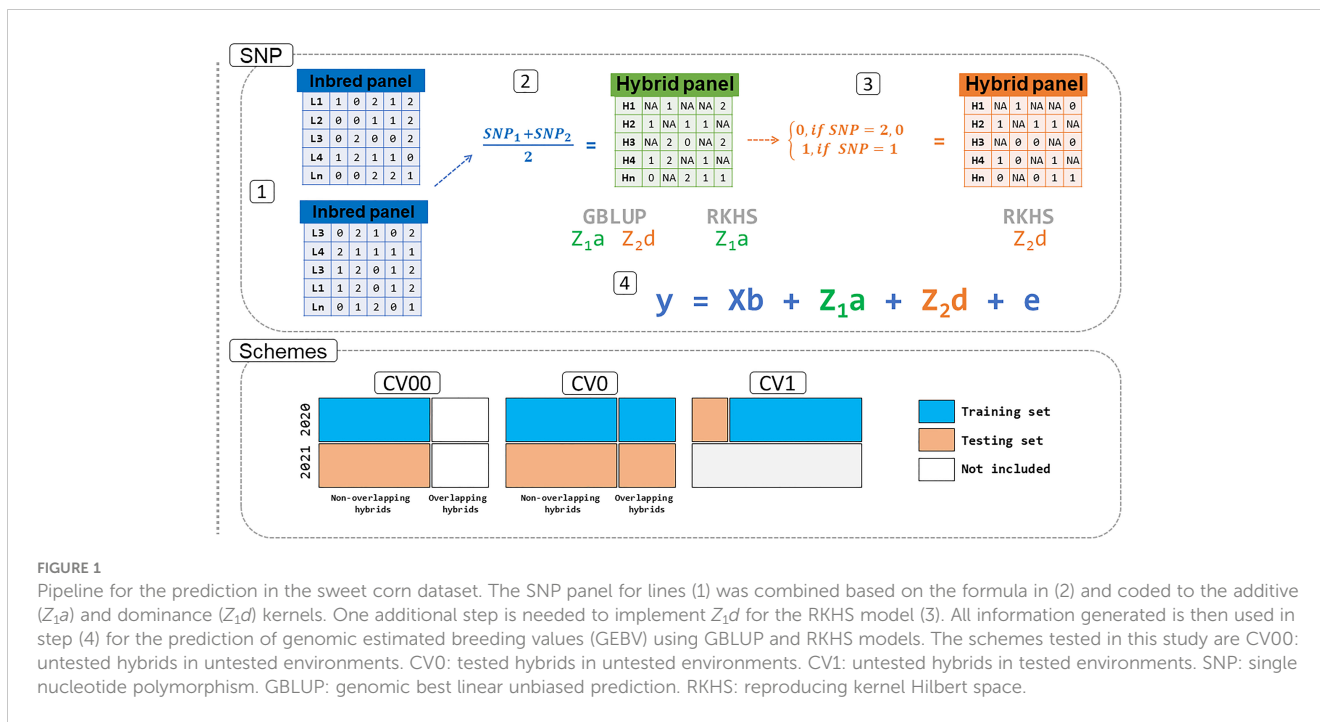 SNP
Inbred panel
L1 1 0 2 1 2
L2 0 0 1 1 2
L3 0 2 0 0 2
L4 1 2 1 1 0
Ln 0 0 2 2 1
1
Inbred panel
L3 0 2 1 0 2
L4 2 1 1 1 1
L3 1 2 0 1 2
L1 1 2 0 1 2
Ln 0 1 2 0 1
2
SNP₁+SNP₂
2
=
Hybrid panel
H1 NA 1 NA NA 2
H2 1 NA 1 1 NA
H3 NA 2 0 NA 2
H4 1 2 NA 1 NA
Hn 0 NA 2 1 1
3
{0, if SNP = 2, 0
1, if SNP = 1
=
Hybrid panel
H1 NA 1 NA NA 0
H2 1 NA 1 1 NA
H3 NA 0 0 NA 0
H4 1 0 NA 1 NA
Hn 0 NA 0 1 1
GBLUP RKHS RKHS
Z₁a Z₂d Z₁a Z₂d
4
y = Xb + Z₁a + Z₂d + e
Schemes
CV00 CV0 CV1
2020
2021
Non-overlapping
hybrids
Overlapping
hybrids
Non-overlapping
hybrids
Overlapping
hybrids
Training set
Testing set
Not included
FIGURE 1
Pipeline for the prediction in the sweet corn dataset. The SNP panel for lines (1) was combined based on the formula in (2) and coded to the additive
(Z₁a) and dominance (Z₁d) kernels. One additional step is needed to implement Z₁d for the RKHS model (3). All information generated is then used in
step (4) for the prediction of genomic estimated breeding values (GEBV) using GBLUP and RKHS models. The schemes tested in this study are CV00:
untested hybrids in untested environments. CV0: tested hybrids in untested environments. CV1: untested hybrids in tested environments. SNP: single
nucleotide polymorphism. GBLUP: genomic best linear unbiased prediction. RKHS: reproducing kernel Hilbert space.